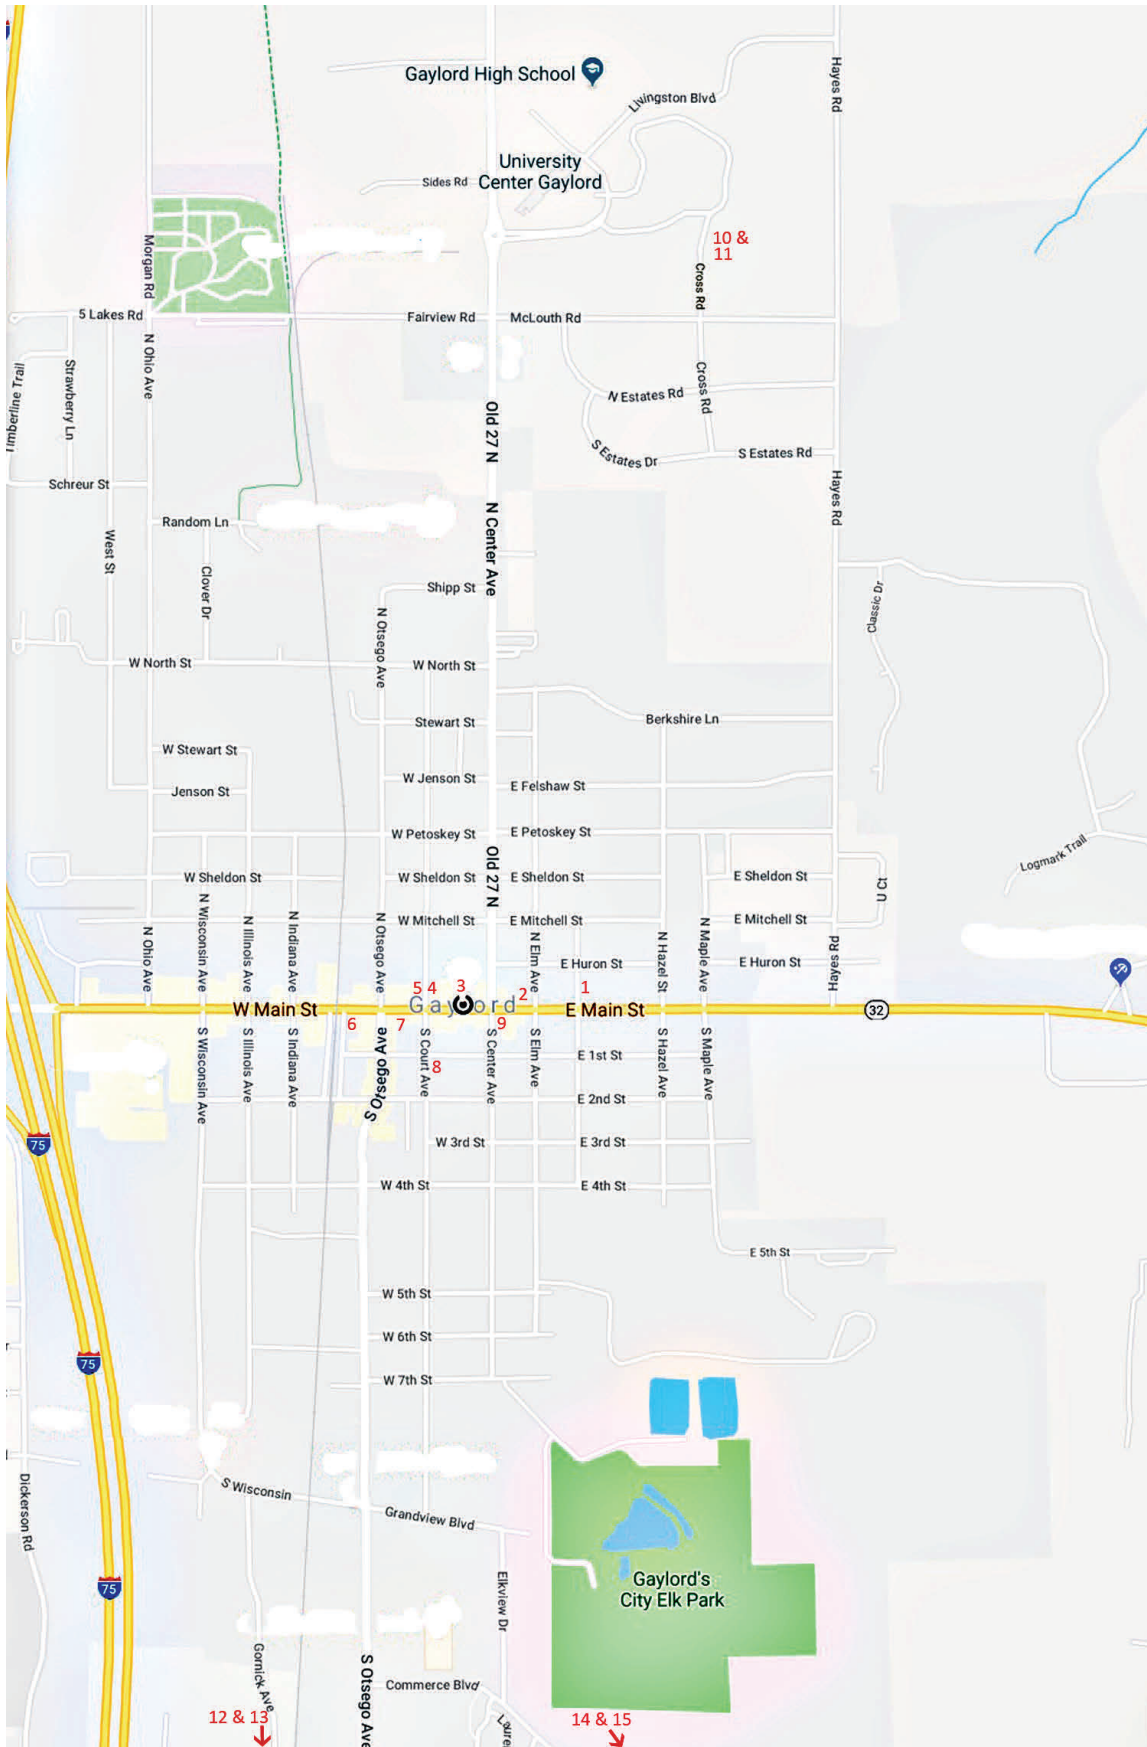 Gaylord High School
Livingston Blvd
Hayes Rd
University
Center Gaylord
Sides Rd
10 &
11
Morgan Rd
Cross Rd
5 Lakes Rd
Fairview Rd
McLouth Rd
N Ohio Ave
Timberline Trail
Strawberry Ln
Cross Rd
N Estates Rd
Old 27 N
S Estates Dr
S Estates Rd
Schreur St
Hayes Rd
N Center Ave
Random Ln
West St
Clover Dr
Shipp St
Classic Dr
N Otsego Ave
W North St
W North St
Stewart St
Berkshire Ln
W Stewart St
W Jenson St
E Felshaw St
Jenson St
W Petoskey St
E Petoskey St
Old 27 N
Logmark Trail
W Sheldon St
W Sheldon St
E Sheldon St
E Sheldon St
U Ct
W Mitchell St
E Mitchell St
E Mitchell St
N Ohio Ave
N Wisconsin Ave
N Illinois Ave
N Indiana Ave
N Otsego Ave
N Elm Ave
N Hazel St
N Maple Ave
Hayes Rd
E Huron St
E Huron St
5 4
3
2
1
W Main St
Gaylord
E Main St
32
6
7
9
S Wisconsin Ave
S Illinois Ave
S Indiana Ave
S Otsego Ave
S Court Ave
8
S Center Ave
S Elm Ave
S Hazel Ave
S Maple Ave
E 1st St
E 2nd St
75
W 3rd St
E 3rd St
W 4th St
E 4th St
E 5th St
W 5th St
W 6th St
75
W 7th St
Dickerson Rd
S Wisconsin
Grandview Blvd
75
Elkview Dr
Gaylord's
City Elk Park
Gornick Ave
S Otsego Ave
Commerce Blvd
Laure
12 & 13
14 & 15